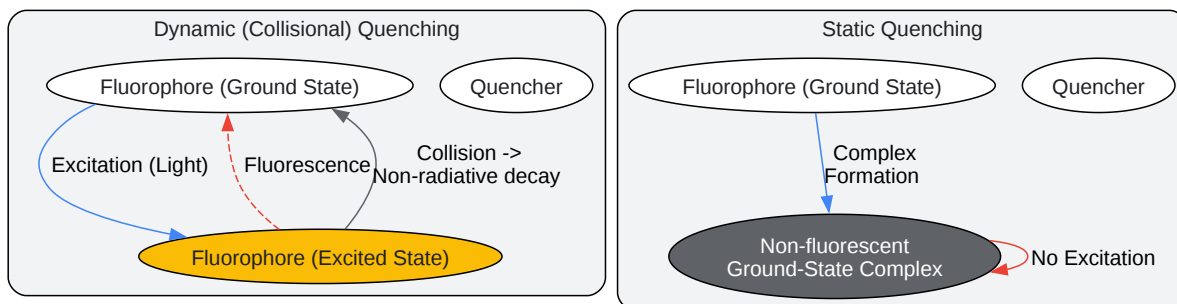 Dynamic (Collisional) Quenching
Fluorophore (Ground State)
Quencher
Excitation (Light)
Fluorescence
Collision ->
Non-radiative decay
Fluorophore (Excited State)
Static Quenching
Fluorophore (Ground State)
Quencher
Complex
Formation
Non-fluorescent
Ground-State Complex
No Excitation